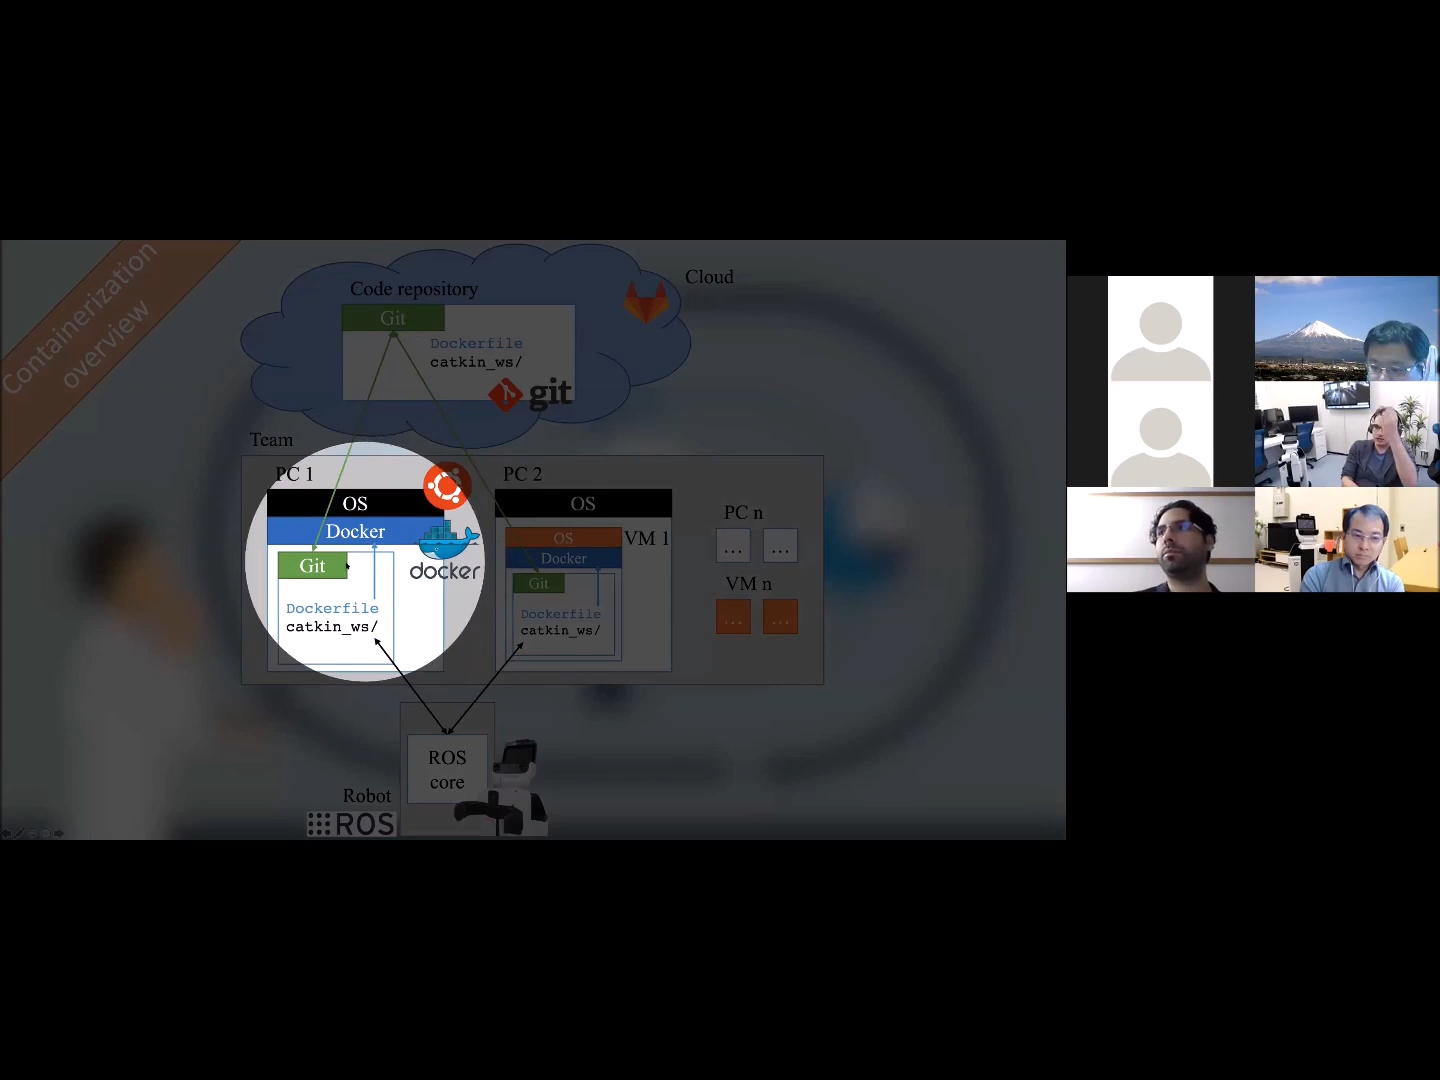 Containerization
overview
Cloud
Code repository
Git
Dockerfile
catkin_ws/
git
Team
PC 1
OS
Docker
docker
Git
Dockerfile
catkin_ws/
PC 2
OS
OS
VM 1
Docker
Git
Dockerfile
catkin_ws/
PC n
... ...
VM n
... ...
ROS
core
Robot
ROS